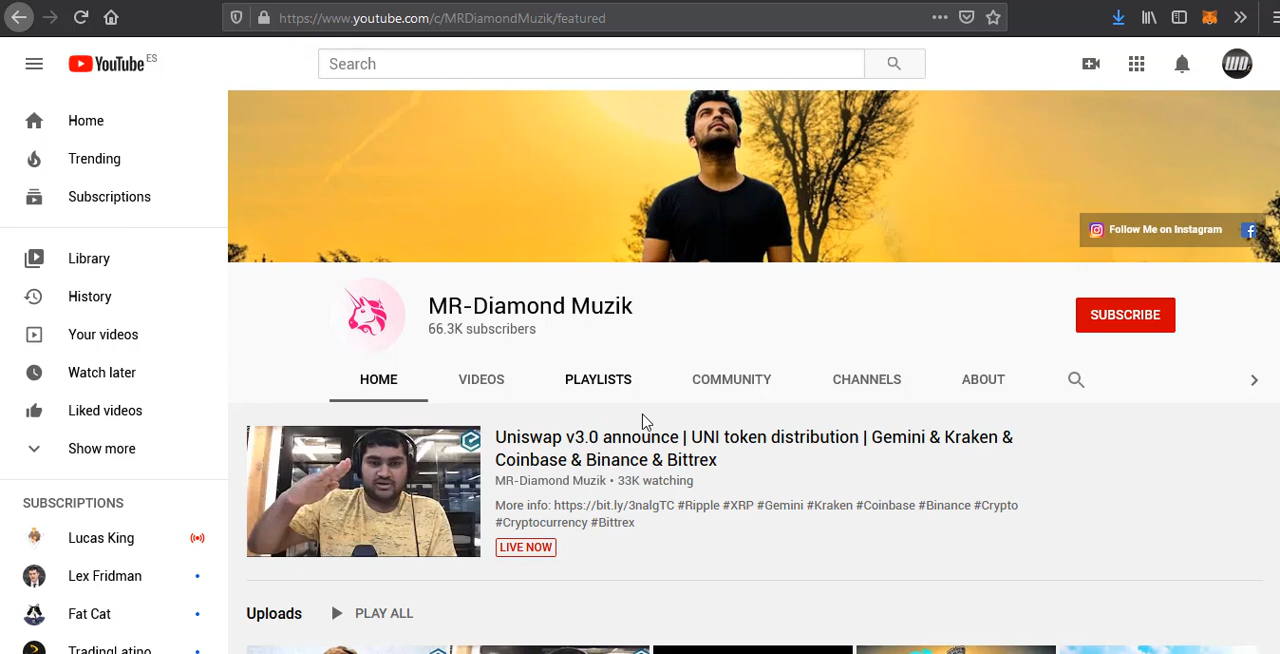 https://www.youtube.com/c/MRDiamondMuzik/featured
YouTube ES
Search
Home
Trending
Subscriptions
Library
History
Your videos
Watch later
Liked videos
Show more
SUBSCRIPTIONS
Lucas King
Lex Fridman
Fat Cat
TradingLatino
Follow Me on Instagram
MR-Diamond Muzik
66.3K subscribers
SUBSCRIBE
HOME VIDEOS PLAYLISTS COMMUNITY CHANNELS ABOUT
Uniswap v3.0 announce | UNI token distribution | Gemini & Kraken &
Coinbase & Binance & Bittrex
MR-Diamond Muzik • 33K watching
More info: https://bit.ly/3nalgTC #Ripple #XRP #Gemini #Kraken #Coinbase #Binance #Crypto
#Cryptocurrency #Bittrex
LIVE NOW
Uploads PLAY ALL